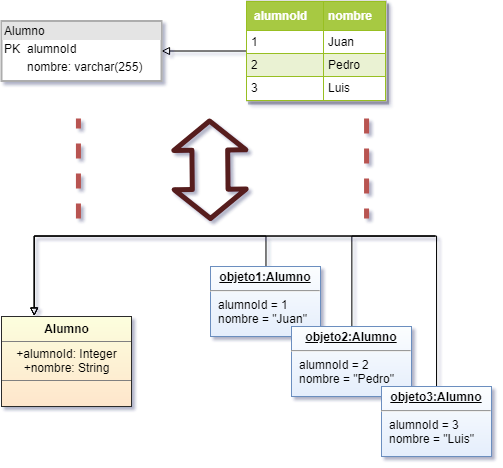 Alumno
PK alumnoId
nombre: varchar(255)
alumnoId nombre
1 Juan
2 Pedro
3 Luis
objeto1:Alumno
alumnoId = 1
nombre = "Juan"
Alumno
+alumnoId: Integer
+nombre: String
objeto2:Alumno
alumnoId = 2
nombre = "Pedro"
objeto3:Alumno
alumnoId = 3
nombre = "Luis"